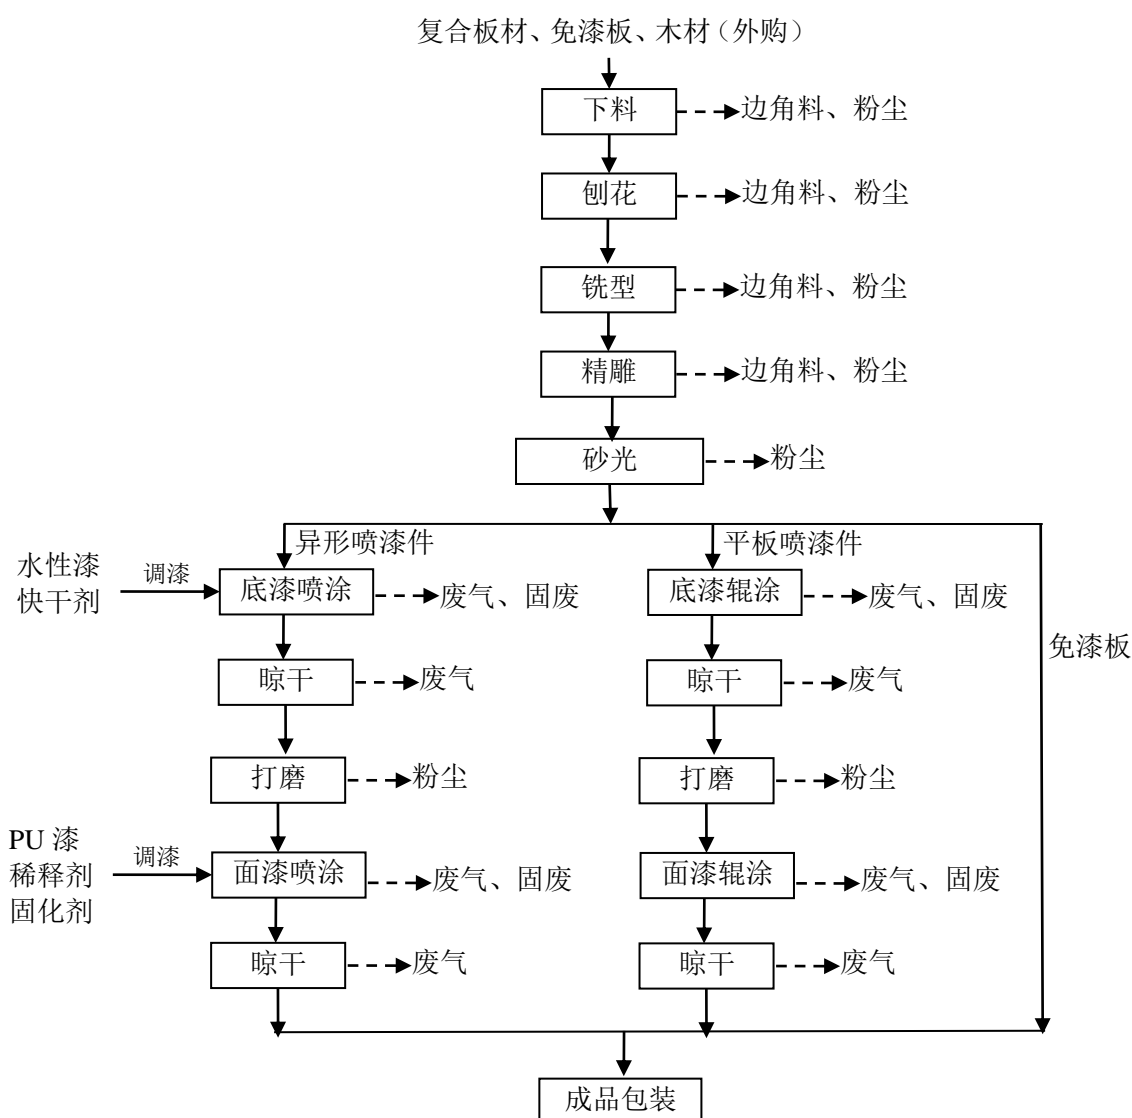 复合板材、免漆板、木材（外购）
下料
边角料、粉尘
刨花
边角料、粉尘
铣型
边角料、粉尘
精雕
边角料、粉尘
砂光
粉尘
异形喷漆件
平板喷漆件
水性漆
快干剂
调漆
底漆喷涂
废气、固废
底漆辊涂
废气、固废
免漆板
晾干
废气
晾干
废气
打磨
粉尘
打磨
粉尘
PU 漆
稀释剂
固化剂
调漆
面漆喷涂
废气、固废
面漆辊涂
废气、固废
晾干
废气
晾干
废气
成品包装